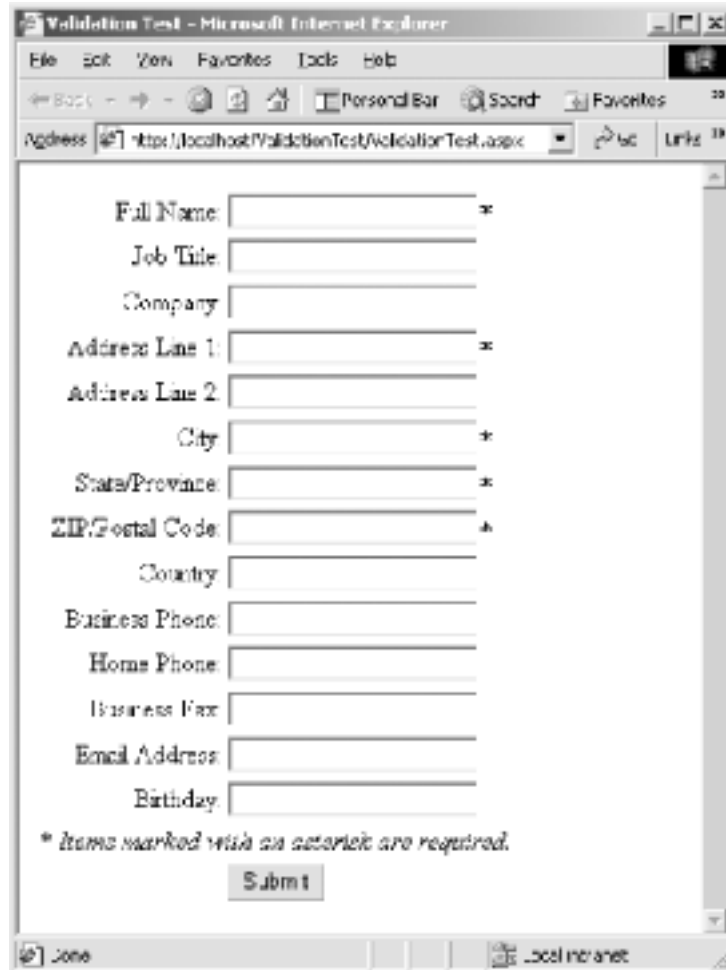 Validation Test - Microsoft Internet Explorer
File Edit View Favorites Tools Help
Back Personal Bar Search Favorites »
Address http://localhost/ValidationTest/ValidationTest.aspx Go Links »
Full Name: *
Job Title:
Company:
Address Line 1: *
Address Line 2:
City: *
State/Province: *
ZIP/Postal Code: *
Country:
Business Phone:
Home Phone:
Business Fax:
Email Address:
Birthday:
* Items marked with an asterisk are required.
Submit
Done Local intranet